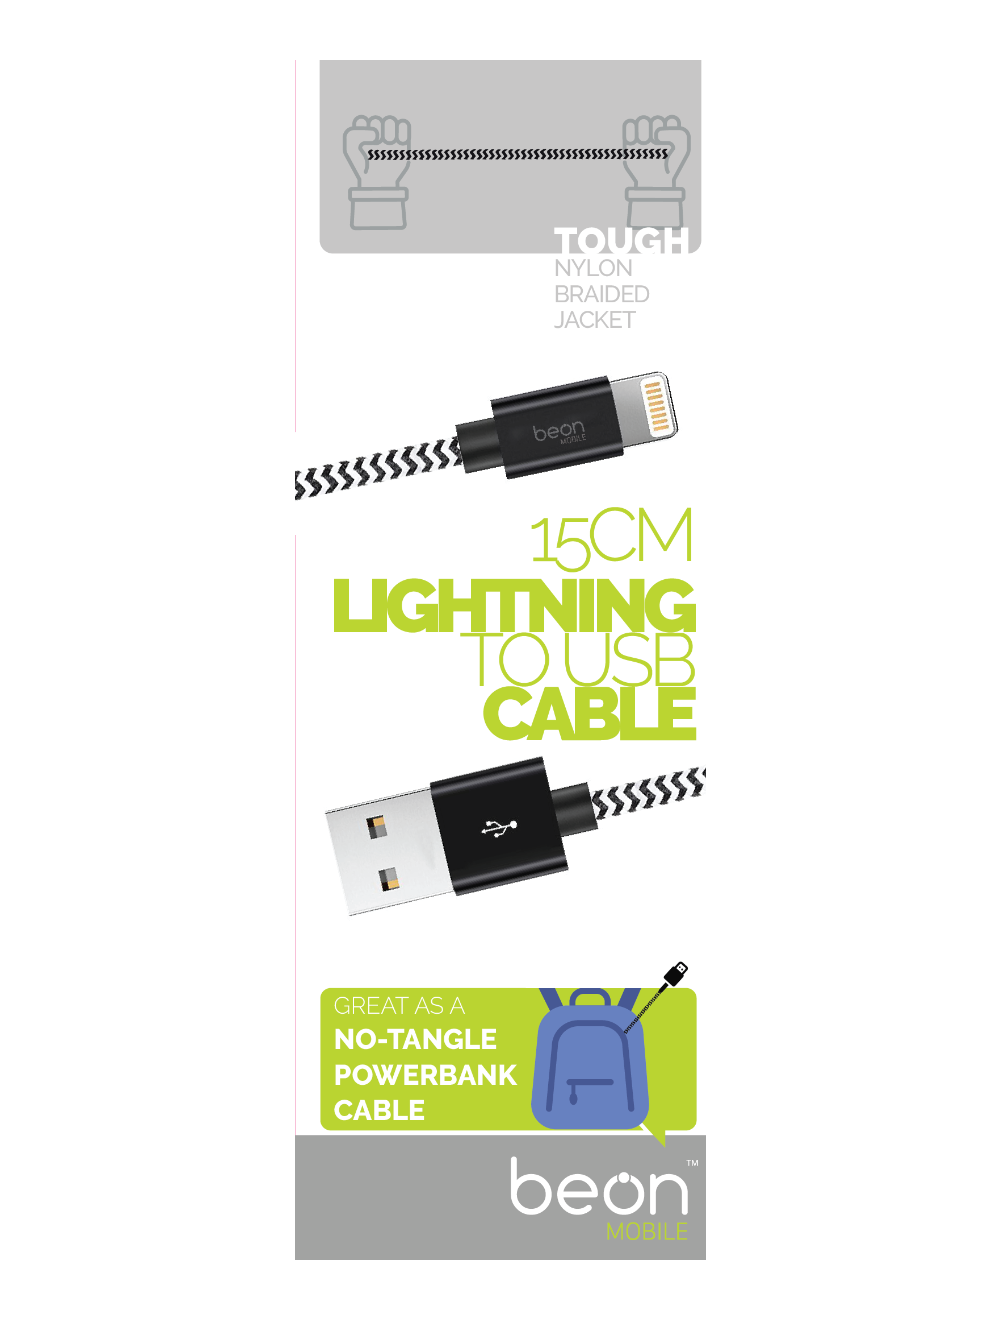 TOUGH
NYLON
BRAIDED
JACKET
beon
MOBILE
15CM
LIGHTNING
TO USB
CABLE
GREAT AS A
NO-TANGLE
POWERBANK
CABLE
beon™
MOBILE